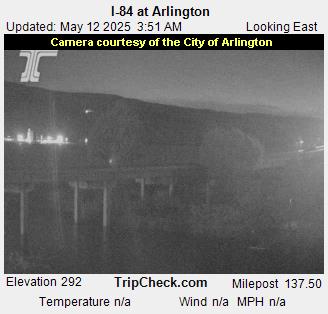 I-84 at Arlington
Updated: May 12 2025 3:51 AM Looking East
Camera courtesy of the City of Arlington
Elevation 292 TripCheck.com Milepost 137.50
Temperature n/a Wind n/a MPH n/a